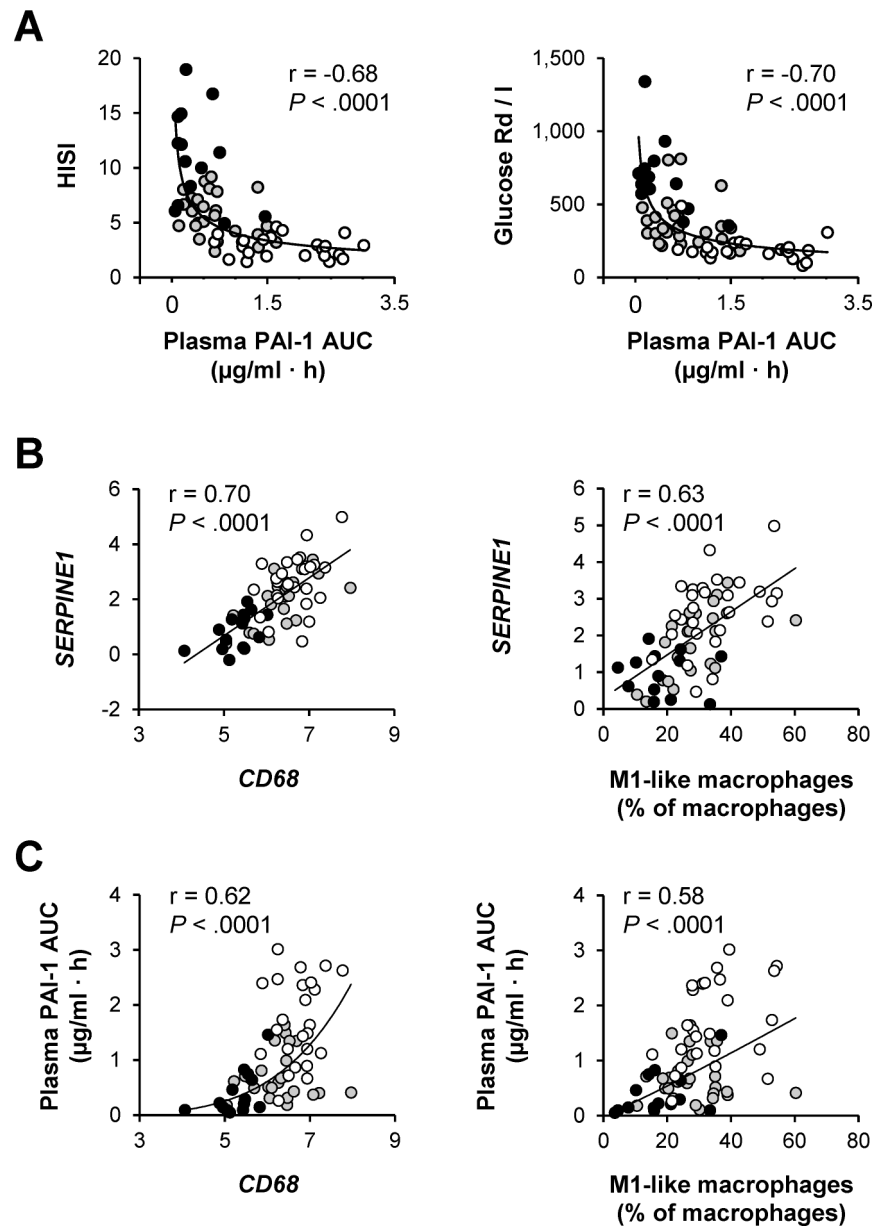 A
20
15
10
5
0
HISI
r = -0.68
P < .0001
0
1.5
3.5
Plasma PAI-1 AUC
(µg/ml · h)
1,500
1,000
500
0
Glucose Rd / I
r = -0.70
P < .0001
0
1.5
3.5
Plasma PAI-1 AUC
(µg/ml · h)
B
6
4
2
0
-2
SERPINE1
r = 0.70
P < .0001
3
5
7
9
CD68
6
5
4
3
2
1
0
SERPINE1
r = 0.63
P < .0001
0
20
40
60
80
M1-like macrophages
(% of macrophages)
C
4
3
2
1
0
Plasma PAI-1 AUC
(µg/ml · h)
r = 0.62
P < .0001
3
5
7
9
CD68
4
3
2
1
0
Plasma PAI-1 AUC
(µg/ml · h)
r = 0.58
P < .0001
0
20
40
60
80
M1-like macrophages
(% of macrophages)